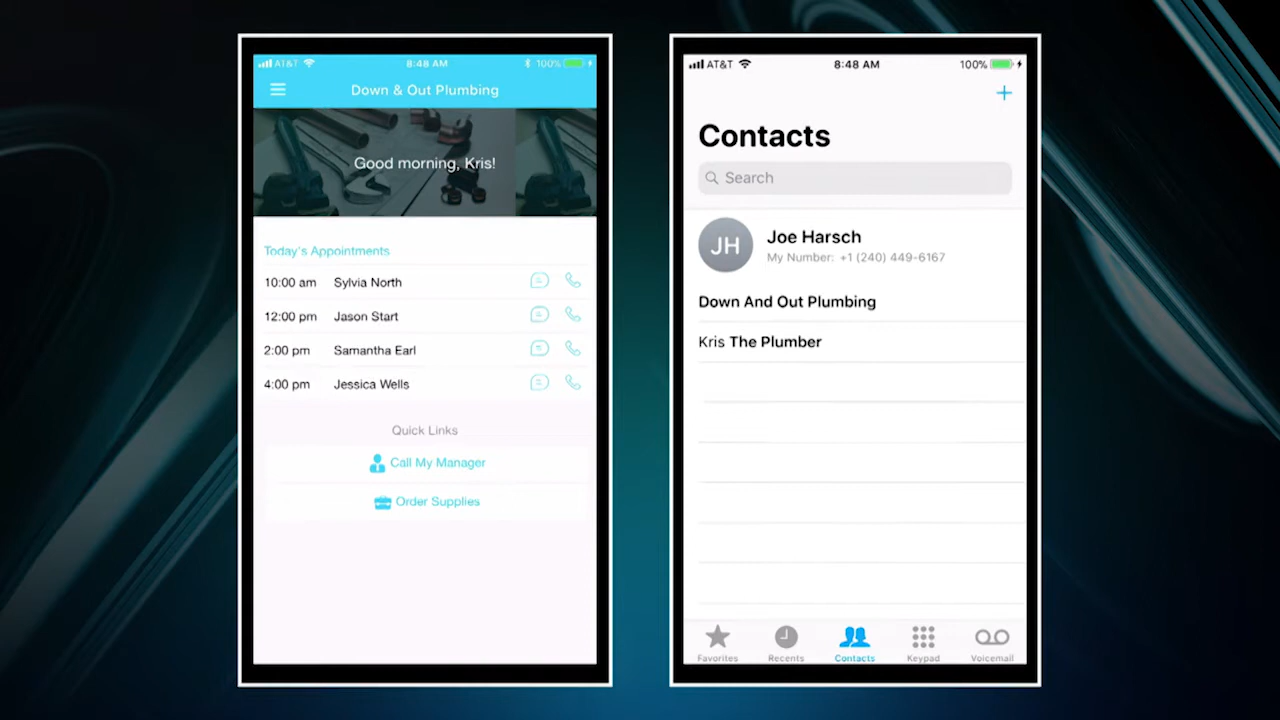 AT&T 8:48 AM 100%
Down & Out Plumbing
Good morning, Kris!
Today's Appointments
10:00 am Sylvia North
12:00 pm Jason Start
2:00 pm Samantha Earl
4:00 pm Jessica Wells
Quick Links
Call My Manager
Order Supplies
AT&T 8:48 AM 100%
+
Contacts
Search
JH Joe Harsch
My Number: +1 (240) 449-6167
Down And Out Plumbing
Kris The Plumber
Favorites Recents Contacts Keypad Voicemail